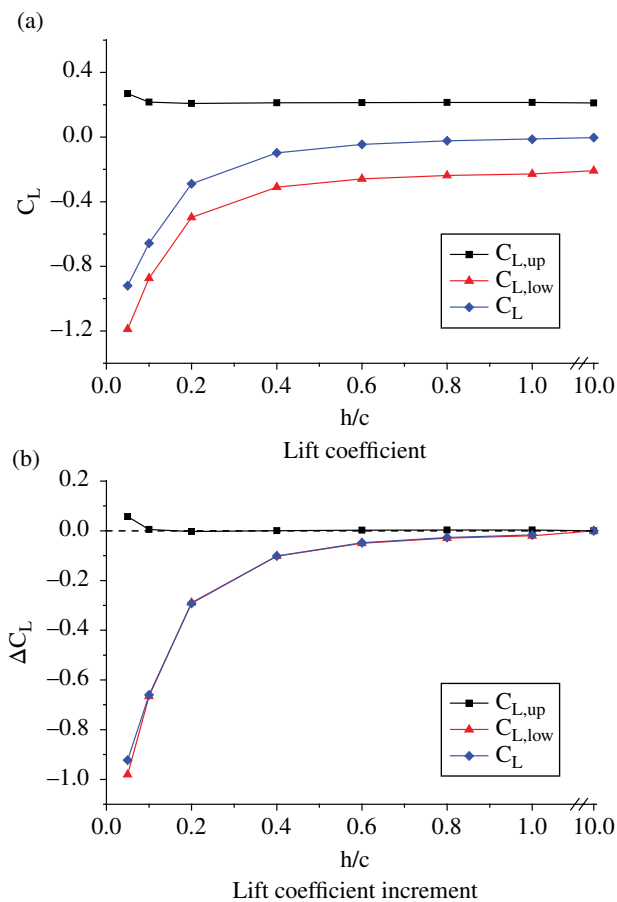 (a)
0.4
0.0
−0.4
−0.8
−1.2
C_L
C_L,up
C_L,low
C_L
0.0 0.2 0.4 0.6 0.8 1.0 10.0
h/c
Lift coefficient
(b)
0.2
0.0
−0.2
−0.4
−0.6
−0.8
−1.0
ΔC_L
C_L,up
C_L,low
C_L
0.0 0.2 0.4 0.6 0.8 1.0 10.0
h/c
Lift coefficient increment